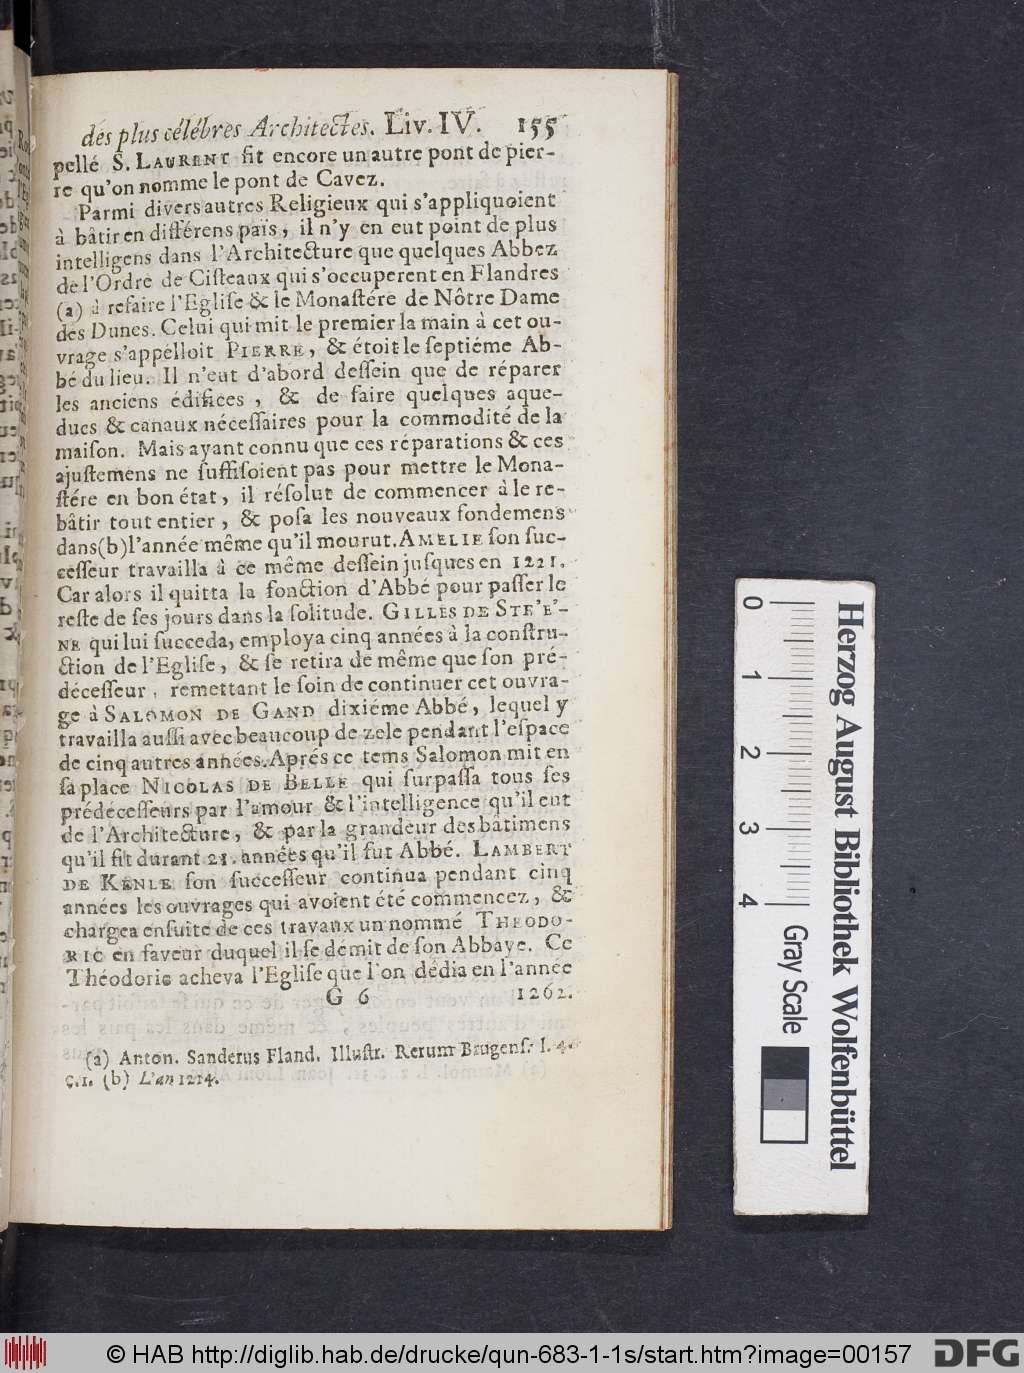 des plus célébres Architectes. Liv. IV. 155
pellé S. LAURENT fit encore un autre pont de pier-
re qu'on nomme le pont de Cavez.
Parmi divers autres Religieux qui s'appliquoient
à bâtir en différens païs, il n'y en eut point de plus
intelligens dans l'Architecture que quelques Abbez
de l'Ordre de Ciſteaux qui s'occuperent en Flandres
(a) à refaire l'Egliſe & le Monaſtére de Nôtre Dame
des Dunes. Celui qui mit le premier la main à cet ou-
vrage s'appelloit PIERRE, & étoit le ſeptiéme Ab-
bé du lieu. Il n'eut d'abord deſſein que de réparer
les anciens édifices, & de faire quelques aque-
ducs & canaux néceſſaires pour la commodité de la
maiſon. Mais ayant connu que ces réparations & ces
ajuſtemens ne ſuffiſoient pas pour mettre le Mona-
ſtére en bon état, il réſolut de commencer à le re-
bâtir tout entier, & poſa les nouveaux fondemens
dans (b) l'année même qu'il mourut. AMELIE ſon ſuc-
ceſſeur travailla à ce même deſſein juſques en 1221.
Car alors il quitta la fonction d'Abbé pour paſſer le
reſte de ſes jours dans la ſolitude. GILLES DE STE'E'-
NE qui lui ſucceda, employa cinq années à la conſtru-
ction de l'Egliſe, & ſe retira de même que ſon pré-
déceſſeur, remettant le ſoin de continuer cet ouvra-
ge à SALOMON DE GAND dixiéme Abbé, lequel y
travailla auſſi avec beaucoup de zele pendant l'eſpace
de cinq autres années. Aprés ce tems Salomon mit en
ſa place NICOLAS DE BELLE qui ſurpaſſa tous ſes
prédéceſſeurs par l'amour & l'intelligence qu'il eut
de l'Architecture, & par la grandeur des bâtimens
qu'il fit durant 21. années qu'il fut Abbé. LAMBERT
DE KENLE ſon ſucceſſeur continua pendant cinq
années les ouvrages qui avoient été commencez, &
chargea enſuite de ces travaux un nommé THEODO-
RIC en faveur duquel il ſe démit de ſon Abbaye. Ce
Théodoric acheva l'Egliſe que l'on dédia en l'année
G 6 1262.
(a) Anton. Sanderus Fland. Illuſtr. Rerum Brugenſ. l. 4.
c. 1. (b) L'an 1214.
0 1 2 3 4
Gray Scale
Herzog August Bibliothek Wolfenbüttel
© HAB http://diglib.hab.de/drucke/qun-683-1-1s/start.htm?image=00157
DFG